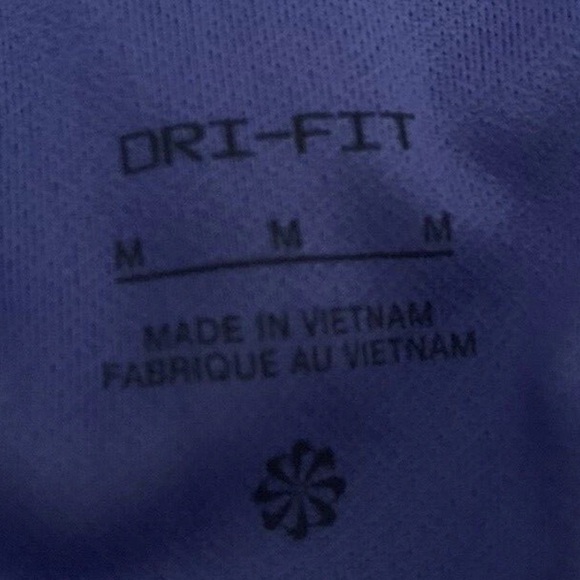 DRI-FIT
M M M
MADE IN VIETNAM
FABRIQUE AU VIETNAM